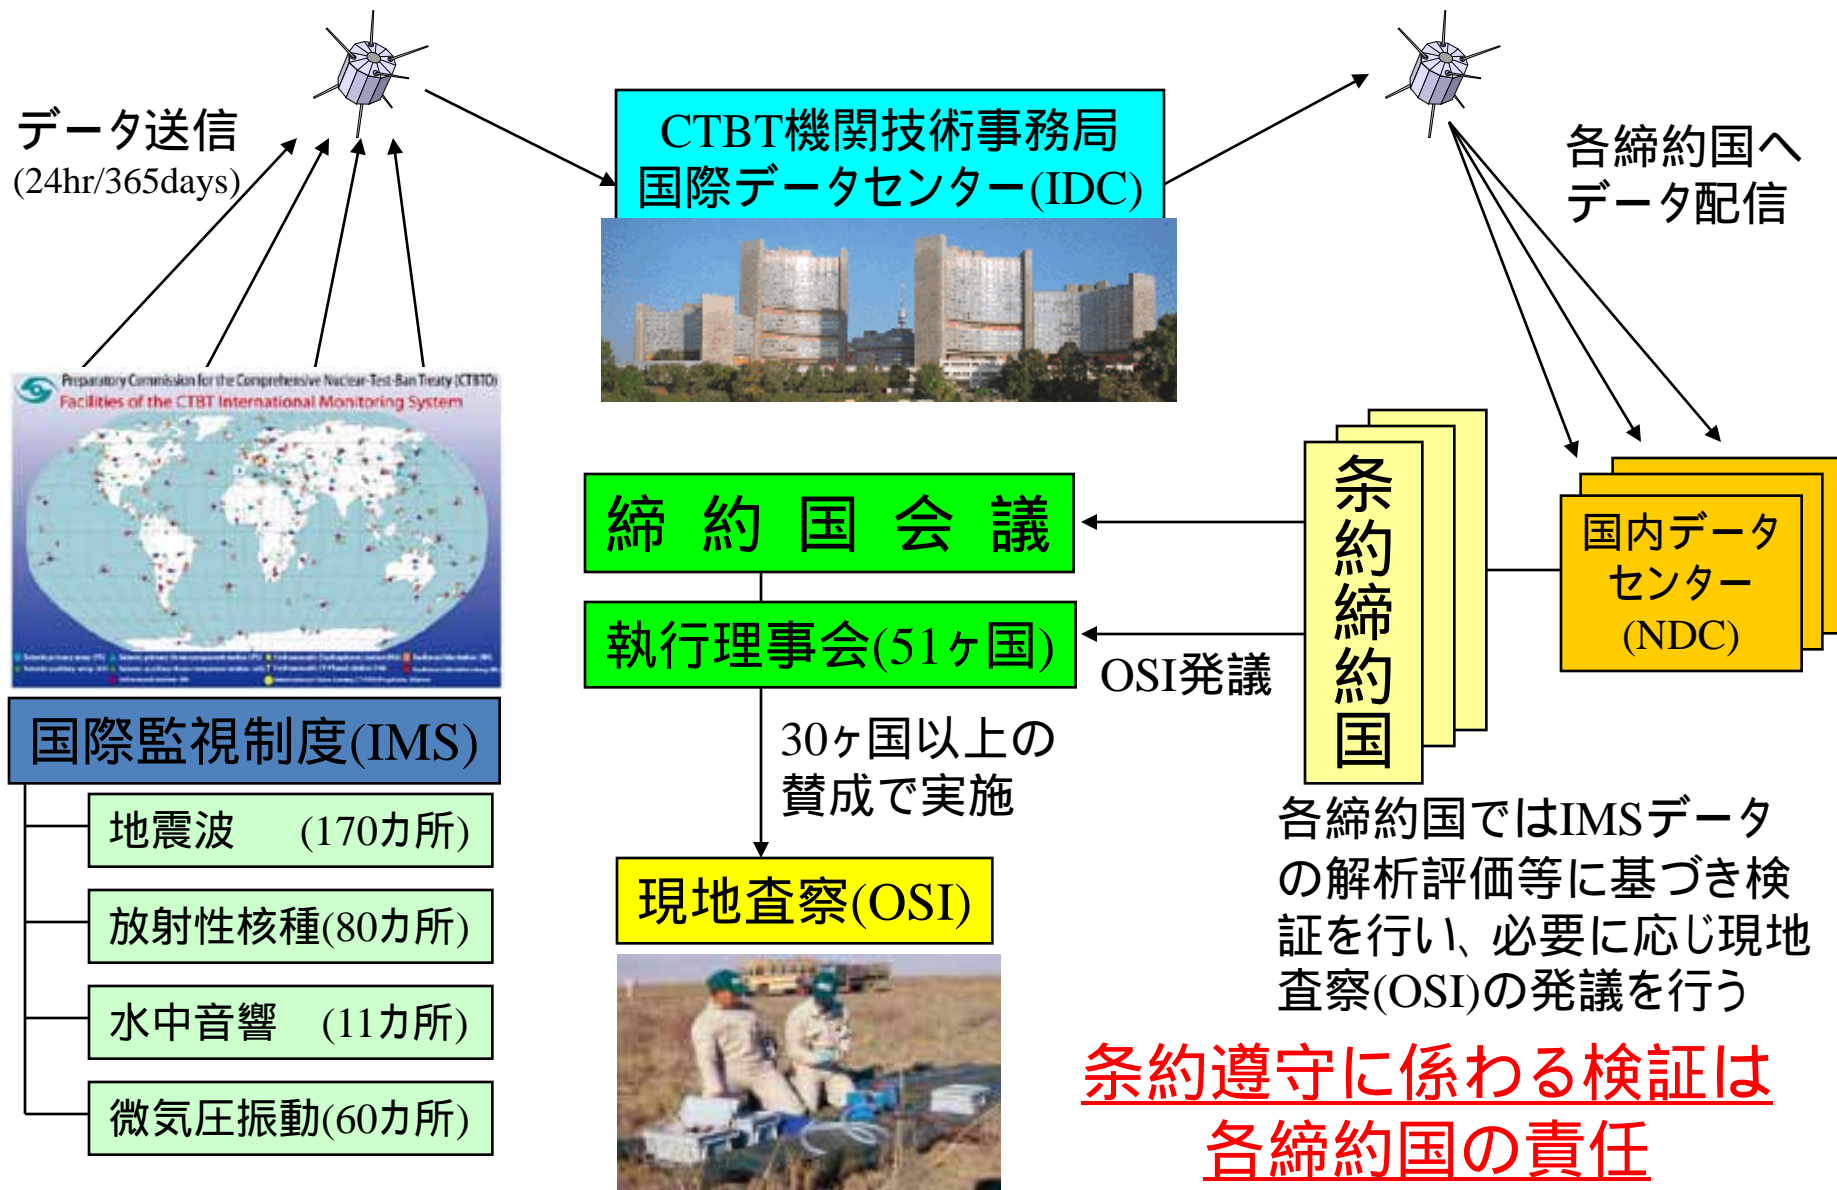 データ送信
(24hr/365days)
CTBT機関技術事務局
国際データセンター(IDC)
各締約国へ
データ配信
Preparatory Commission for the Comprehensive Nuclear-Test-Ban Treaty (CTBTO)
Facilities of the CTBT International Monitoring System
国際監視制度(IMS)
地震波 (170カ所)
放射性核種(80カ所)
水中音響 (11カ所)
微気圧振動(60カ所)
締約国会議
執行理事会(51ヶ国)
OSI発議
30ヶ国以上の
賛成で実施
現地査察(OSI)
条約締約国
国内データ
センター
(NDC)
各締約国ではIMSデータ
の解析評価等に基づき検
証を行い、必要に応じ現地
査察(OSI)の発議を行う
条約遵守に係わる検証は
各締約国の責任